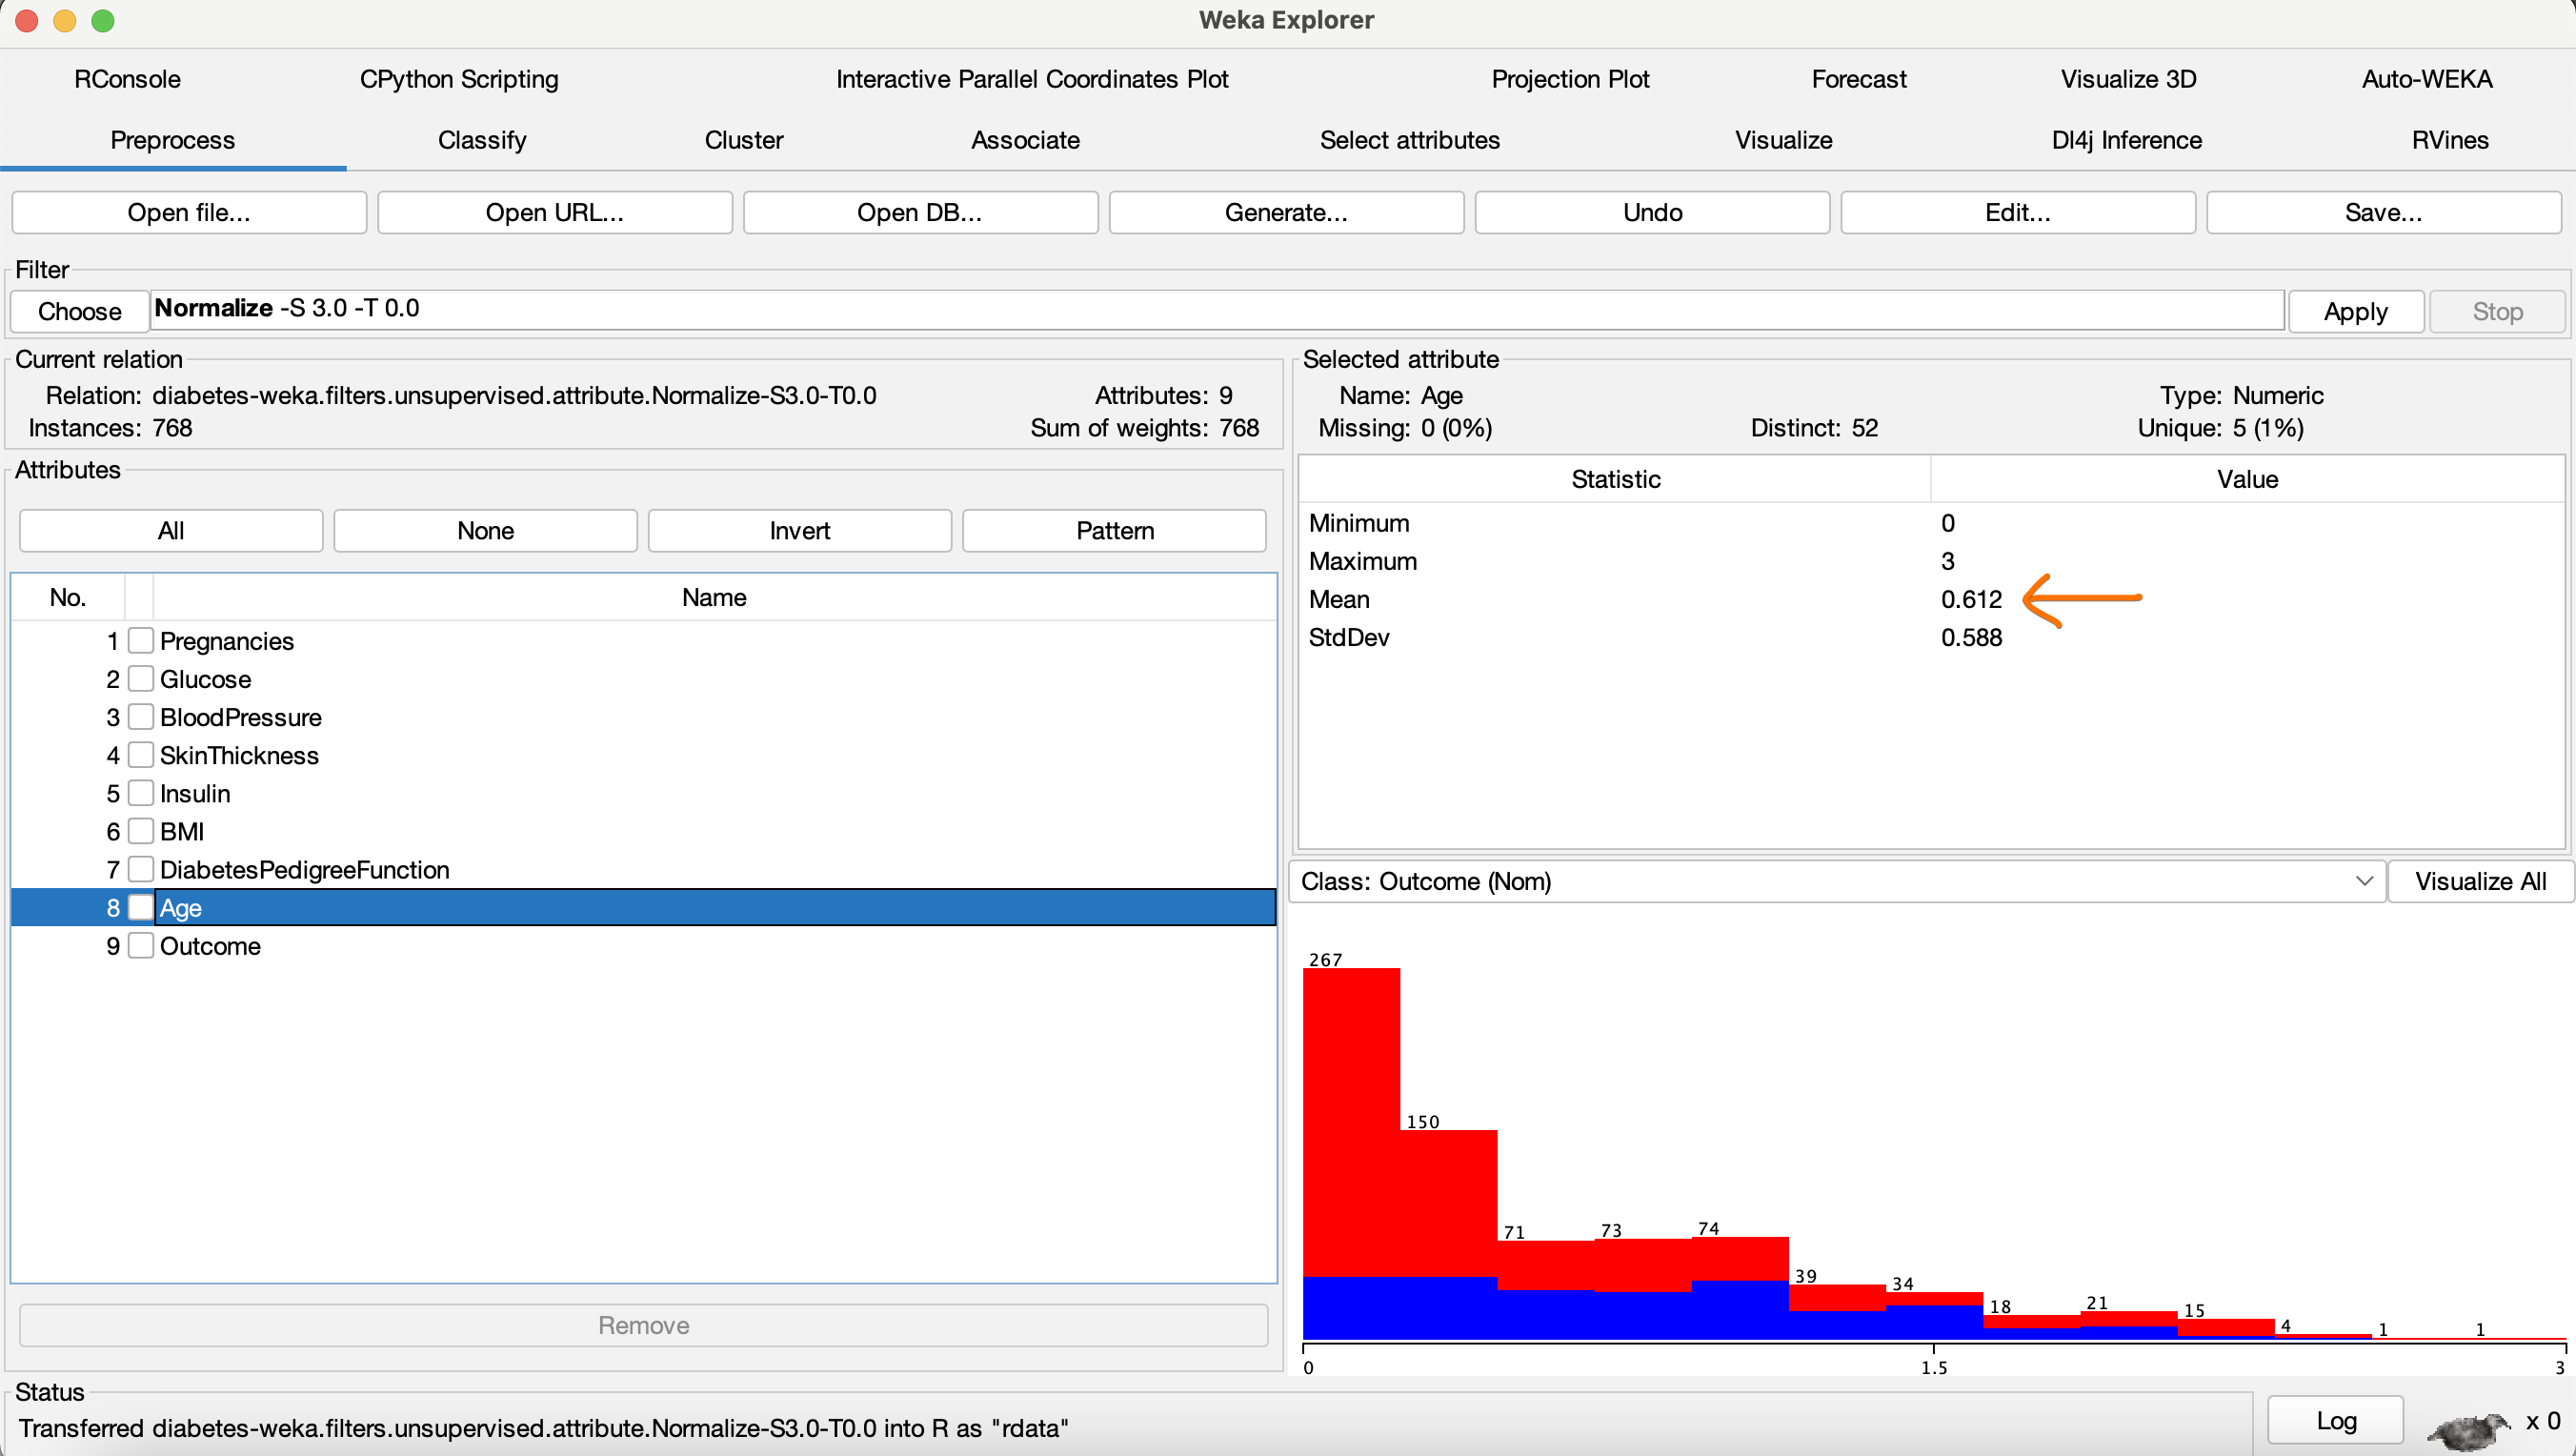 Weka Explorer
RConsole CPython Scripting Interactive Parallel Coordinates Plot Projection Plot Forecast Visualize 3D Auto-WEKA
Preprocess Classify Cluster Associate Select attributes Visualize Dl4j Inference RVines
Open file... Open URL... Open DB... Generate... Undo Edit... Save...
Filter
Choose Normalize -S 3.0 -T 0.0 Apply Stop
Current relation
Relation: diabetes-weka.filters.unsupervised.attribute.Normalize-S3.0-T0.0 Attributes: 9
Instances: 768 Sum of weights: 768
Attributes
All None Invert Pattern
No. Name
1 Pregnancies
2 Glucose
3 BloodPressure
4 SkinThickness
5 Insulin
6 BMI
7 DiabetesPedigreeFunction
8 Age
9 Outcome
Remove
Selected attribute
Name: Age Type: Numeric
Missing: 0 (0%) Distinct: 52 Unique: 5 (1%)
Statistic Value
Minimum 0
Maximum 3
Mean 0.612
StdDev 0.588
Class: Outcome (Nom) Visualize All
267
150
71 73 74
39 34 18 21 15 4 1 1
0 1.5 3
Status
Transferred diabetes-weka.filters.unsupervised.attribute.Normalize-S3.0-T0.0 into R as "rdata" Log x 0